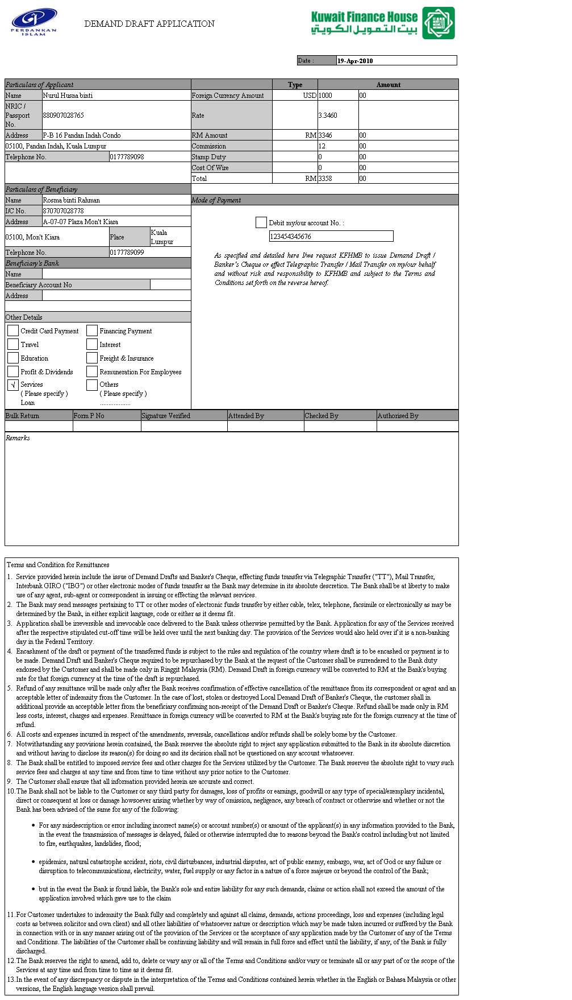 GP
PERBANKAN
ISLAM
DEMAND DRAFT APPLICATION
Kuwait Finance House
بيت التمويل الكويتي
Date : 19-Apr-2010
Particulars of Applicant Type Amount
Name Nurul Husna binti Foreign Currency Amount USD 1000 00
NRIC /
Passport
No. 880907028765 Rate 3.3460
Address P-B 16 Pandan Indah Condo RM Amount RM 3346 00
05100, Pandan Indah, Kuala Lumpur Commission 12 00
Telephone No. 0177789098 Stamp Duty 0 00
Cost Of Wire 0 00
Total RM 3358 00
Particulars of Beneficiary
Name Rosma binti Rahman Mode of Payment
I/C No. 870707028778
Address A-07-07 Plaza Mon't Kiara
Debit my/our account No. :
123454345676
05100, Mon't Kiara Place Kuala
Lumpur
Telephone No. 0177789099
As specified and detailed here I/we request KFHMB to issue Demand Draft /
Banker's Cheque or effect Telegraphic Transfer / Mail Transfer on my/our behalf
and without risk and responsibility to KFHMB and subject to the Terms and
Conditions set forth on the reverse hereof.
Beneficiary's Bank
Name
Beneficiary Account No
Address
Other Details
Credit Card Payment Financing Payment
Travel Interest
Education Freight & Insurance
Profit & Dividends Remuneration For Employees
√ Services Others
( Please specify ) ( Please specify )
Loan ..................
Bulk Return Form P No Signature Verified Attended By Checked By Authorised By
Remarks
Terms and Condition for Remittances
1. Service provided herein include the issue of Demand Drafts and Banker's Cheque, effecting funds transfer via Telegraphic Transfer ("TT"), Mail Transfer,
Interbank GIRO ("IBG") or other electronic modes of funds transfer as the Bank may determine in its absolute descretion. The Bank shall be at liberty to make
use of any agent, sub-agent or correspondent in issuing or effecting the relevant services.
2. The Bank may send messages pertaining to TT or other modes of electronic funds transfer by either cable, telex, telephone, facsimile or electronically as may be
determined by the Bank, in either explicit language, code or either as it deems fit.
3. Application shall be irreversible and irrevocable once delivered to the Bank unless otherwise permitted by the Bank. Application for any of the Services received
after the respective stipulated cut-off time will be held over until the next banking day. The provision of the Services would also held over if it is a non-banking
day in the Federal Territory.
4. Encashment of the draft or payment of the transferred funds is subject to the rules and regulation of the country where draft is to be encashed or payment is to
be made. Demand Draft and Banker's Cheque required to be repurchased by the Bank at the request of the Customer shall be surrendered to the Bank duty
endorsed by the Customer and shall be made only in Ringgit Malaysia (RM). Demand Draft in foreign currency will be converted to RM at the Bank's buying
rate for that foreign currency at the time of the draft is repurchased.
5. Refund of any remittance will be made only after the Bank receives confirmation of effective cancellation of the remittance from its correspondent or agent and an
acceptable letter of indemnity from the Customer. In the case of lost, stolen or destroyed Local Demand Draft of Banker's Cheque, the customer shall in
additional provide an acceptable letter from the beneficiary confirming non-receipt of the Demand Draft or Banker's Cheque. Refund shall be made only in RM
less costs, interest, charges and expenses. Remittance in foreign currency will be converted to RM at the Bank's buying rate for the foreign currency at the time of
refund.
6. All costs and expenses incurred in respect of the amendments, reversals, cancellations and/or refunds shall be solely borne by the Customer.
7. Notwithstanding any provisions herein contained, the Bank reserves the absolute right to reject any application submitted to the Bank in its absolute discretion
and without having to disclose its reason(s) for doing so and its decision shall not be questioned on any account whatsoever.
8. The Bank shall be entitled to imposed service fees and other charges for the Services utilized by the Customer. The Bank reserves the absolute right to vary such
service fees and charges at any time and from time to time without any prior notice to the Customer.
9. The Customer shall ensure that all information provided herein are accurate and correct.
10. The Bank shall not be liable to the Customer or any third party for damages, loss of profits or earnings, goodwill or any type of special/exemplary incidental,
direct or consequent at loss or damage howsoever arising whether by way of omission, negligence, any breach of contract or otherwise and whether or not the
Bank has been advised of the same for any of the following:
• For any misdescription or error including incorrect name(s) or account number(s) or amount of the applicant(s) in any information provided to the Bank,
in the event the transmission of messages is delayed, failed or otherwise interrupted due to reasons beyond the Bank's control including but not limited
to fire, earthquakes, landslides, flood;
• epidemics, natural catastrophe accident, riots, civil disturbances, industrial disputes, act of public enemy, embargo, war, act of God or any failure or
disruption to telecommunications, electricity, water, fuel supply or any factor in a nature of a force majeure or beyond the control of the Bank;
• but in the event the Bank is found liable, the Bank's sole and entire liability for any such demands, claims or action shall not exceed the amount of the
application involved which gave use to the claim
11. For Customer undertakes to indemnity the Bank fully and completely and against all claims, demands, actions proceedings, loss and expenses (including legal
costs as between solicitor and own client) and all other liabilities of whatsoever nature or description which may be made taken incurred or suffered by the Bank
in connection with or in any manner arising out of the provision of the Services or the acceptance of any application made by the Customer of any of the Terms
and Conditions. The liabilities of the Customer shall be continuing liability and will remain in full force and effect until the liability, if any, of the Bank is fully
discharged.
12. The Bank reserves the right to amend, add to, delete or vary any or all of the Terms and Conditions and/or vary or terminate all or any part of or the scope of the
Services at any time and from time to time as it deems fit.
13. In the event of any discrepancy or dispute in the interpretation of the Terms and Conditions contained herein whether in the English or Bahasa Malaysia or other
versions, the English language version shall prevail.